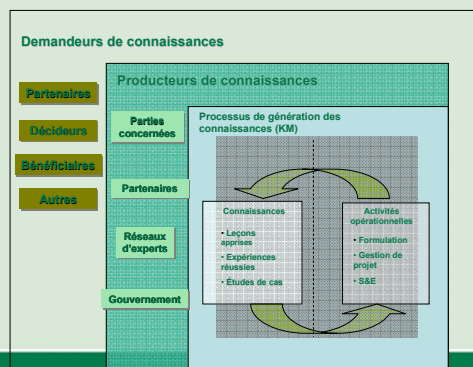 Demandeurs de connaissances
Producteurs de connaissances
Partenaires
Décideurs
Bénéficiaires
Autres
Parties
concernées
Partenaires
Réseaux
d'experts
Gouvernement
Processus de génération des
connaissances (KM)
Connaissances
• Leçons
apprises
• Expériences
réussies
• Études de cas
Activités
opérationnelles
• Formulation
• Gestion de
projet
• S&E